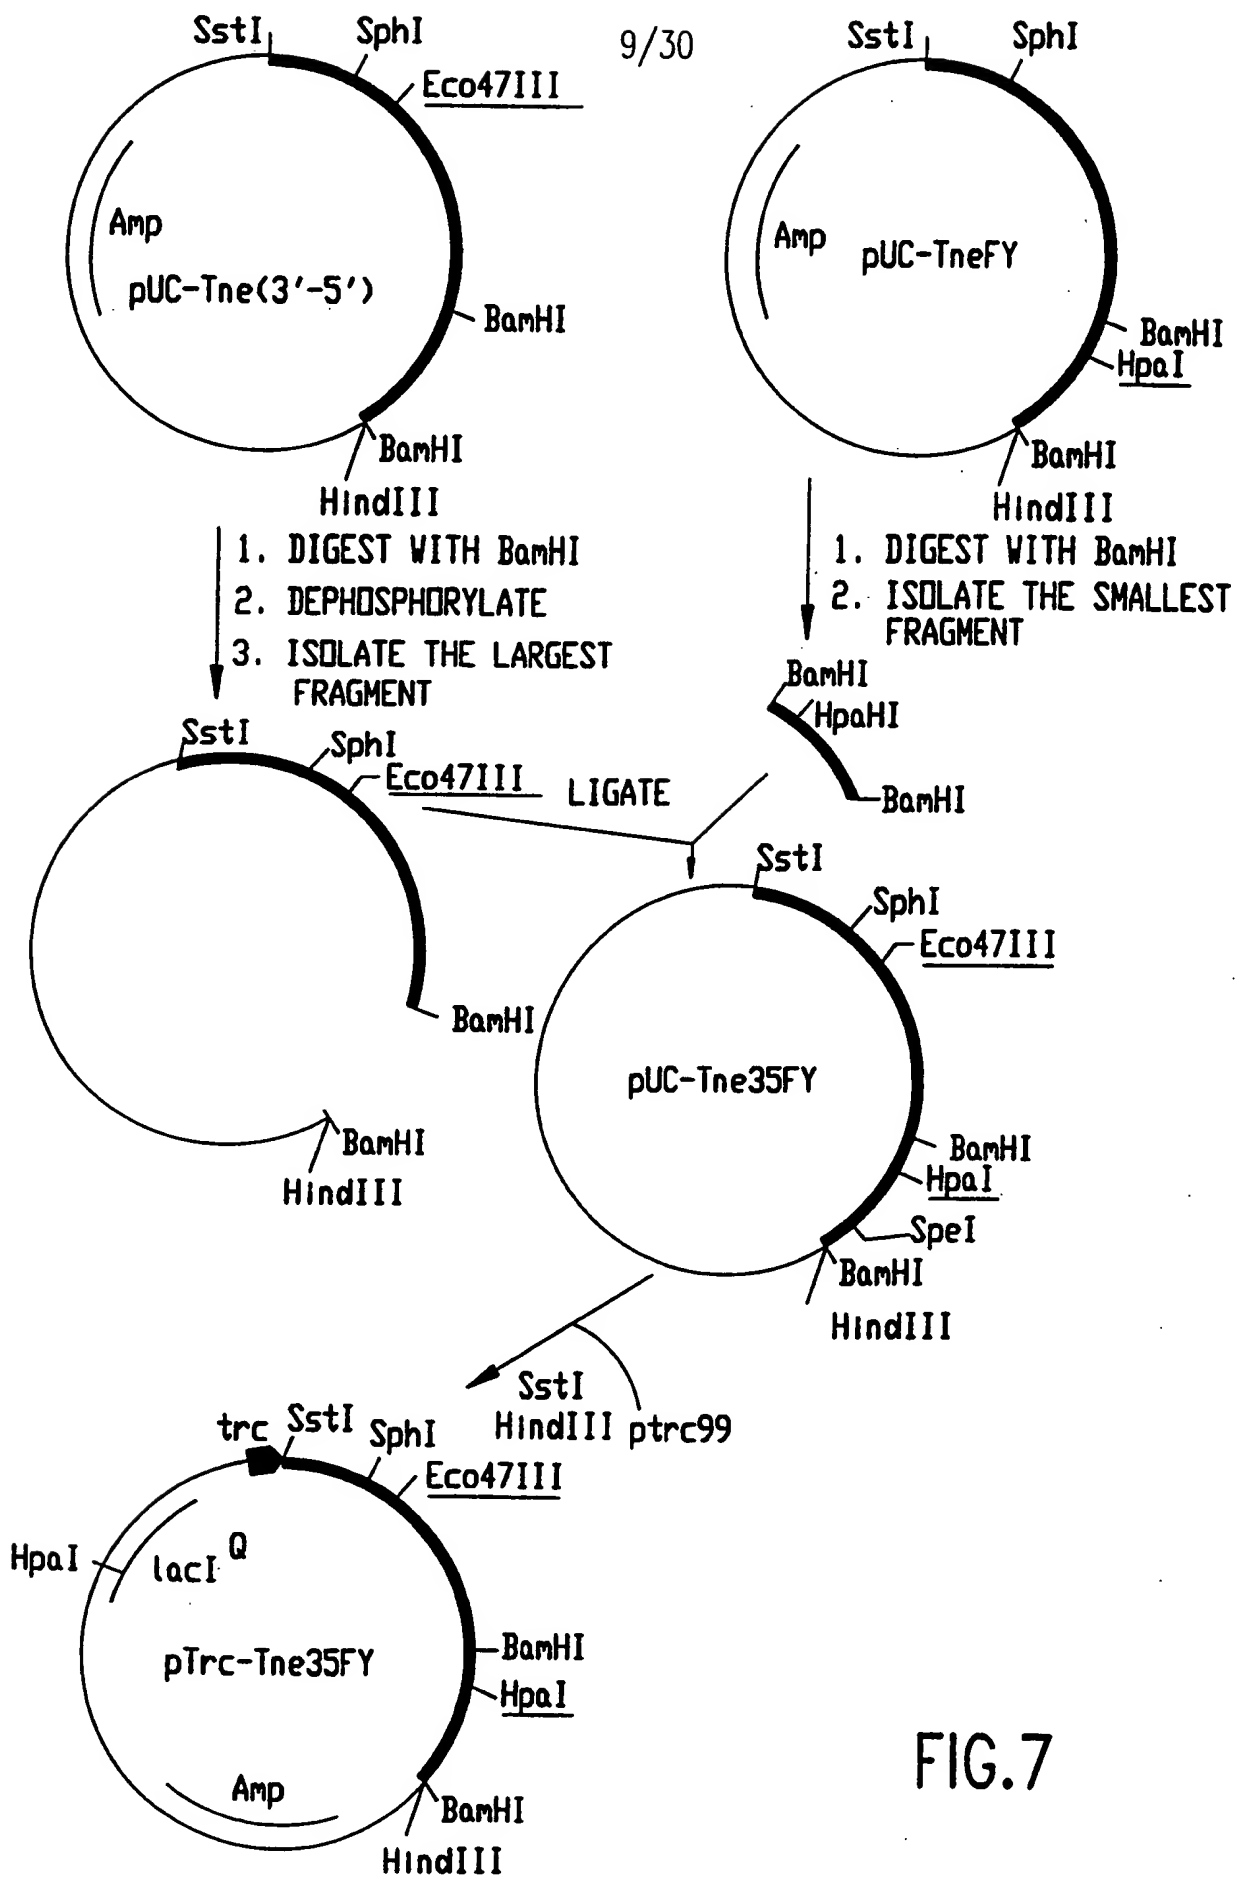 9/30
SstI
SphI
Eco47III
Amp
pUC-Tne(3'-5')
BamHI
BamHI
HindIII
SstI
SphI
Amp
pUC-TneFY
BamHI
HpaI
BamHI
HindIII
1. DIGEST WITH BamHI
2. DEPHOSPHORYLATE
3. ISOLATE THE LARGEST
FRAGMENT
1. DIGEST WITH BamHI
2. ISOLATE THE SMALLEST
FRAGMENT
BamHI
HpaHI
BamHI
SstI
SphI
Eco47III
LIGATE
BamHI
BamHI
HindIII
SstI
SphI
Eco47III
pUC-Tne35FY
BamHI
HpaI
SpeI
BamHI
HindIII
SstI
HindIII ptrc99
trc
SstI
SphI
Eco47III
HpaI
lacI Q
pTrc-Tne35FY
BamHI
HpaI
Amp
BamHI
HindIII
FIG.7